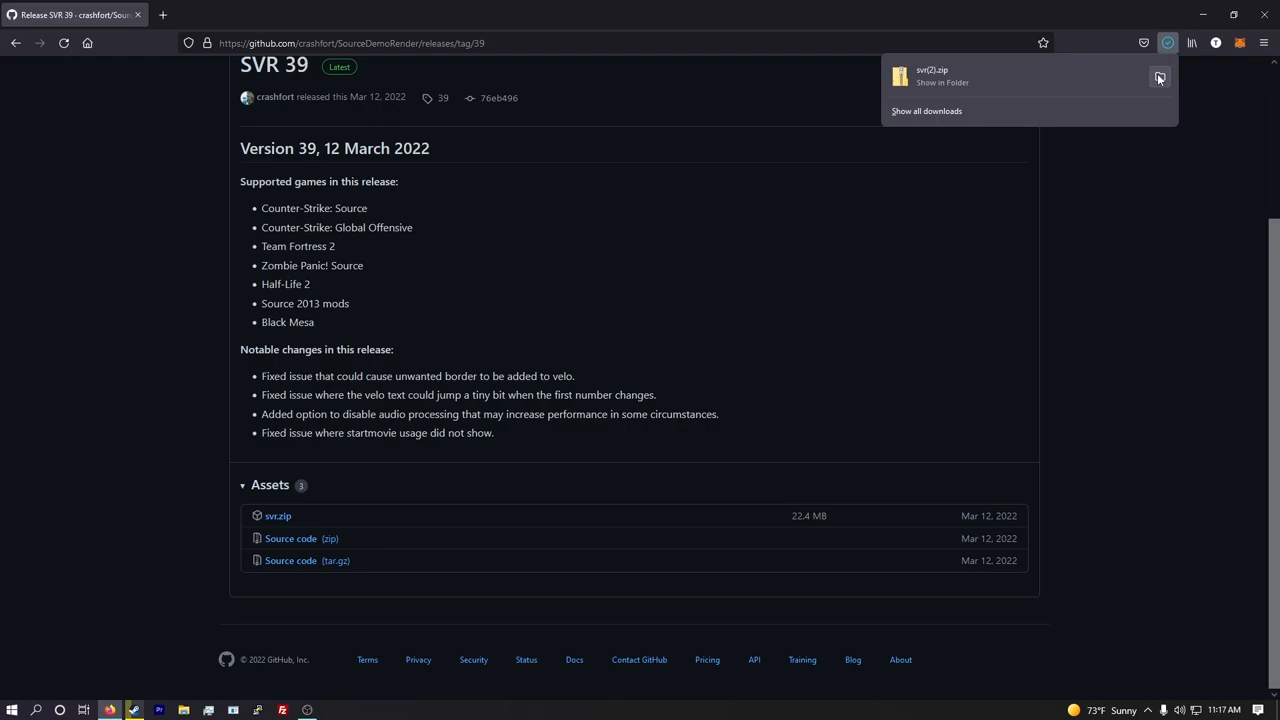 Release SVR 39 · crashfort/Sour
https://github.com/crashfort/SourceDemoRender/releases/tag/39
svr(2).zip
Show in Folder
Show all downloads
SVR 39
Latest
crashfort released this Mar 12, 2022
39
76eb496
Version 39, 12 March 2022
Supported games in this release:
Counter-Strike: Source
Counter-Strike: Global Offensive
Team Fortress 2
Zombie Panic! Source
Half-Life 2
Source 2013 mods
Black Mesa
Notable changes in this release:
Fixed issue that could cause unwanted border to be added to velo.
Fixed issue where the velo text could jump a tiny bit when the first number changes.
Added option to disable audio processing that may increase performance in some circumstances.
Fixed issue where startmovie usage did not show.
Assets 3
svr.zip 22.4 MB Mar 12, 2022
Source code (zip) Mar 12, 2022
Source code (tar.gz) Mar 12, 2022
© 2022 GitHub, Inc. Terms Privacy Security Status Docs Contact GitHub Pricing API Training Blog About
Pr
73°F Sunny 11:17 AM